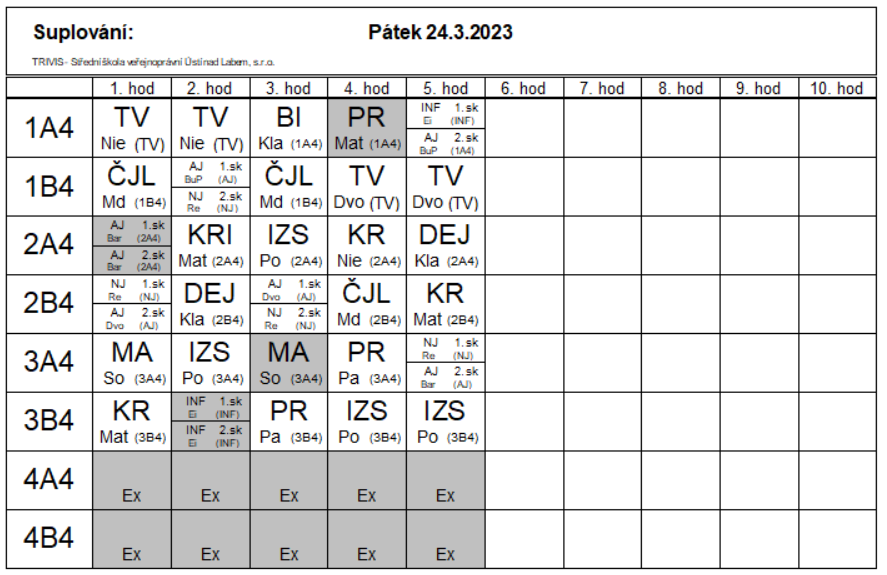 Suplování: Pátek 24.3.2023
TRIVIS - Střední škola veřejnoprávní Ústí nad Labem, s.r.o.
1. hod 2. hod 3. hod 4. hod 5. hod 6. hod 7. hod 8. hod 9. hod 10. hod
1A4 TV Nie (TV) TV Nie (TV) BI Kla (1A4) PR Mat (1A4) INF 1.sk Ei (INF) AJ 2.sk BuP (1A4)
1B4 ČJL Md (1B4) AJ 1.sk BuP (AJ) NJ 2.sk Re (NJ) ČJL Md (1B4) TV Dvo (TV) TV Dvo (TV)
2A4 AJ 1.sk Bar (2A4) AJ 2.sk Bar (2A4) KRI Mat (2A4) IZS Po (2A4) KR Nie (2A4) DEJ Kla (2A4)
2B4 NJ 1.sk Re (NJ) AJ 2.sk Dvo (AJ) DEJ Kla (2B4) AJ 1.sk Dvo (AJ) NJ 2.sk Re (NJ) ČJL Md (2B4) KR Mat (2B4)
3A4 MA So (3A4) IZS Po (3A4) MA So (3A4) PR Pa (3A4) NJ 1.sk Re (NJ) AJ 2.sk Bar (AJ)
3B4 KR Mat (3B4) INF 1.sk Ei (INF) INF 2.sk Ei (INF) PR Pa (3B4) IZS Po (3B4) IZS Po (3B4)
4A4 Ex Ex Ex Ex Ex
4B4 Ex Ex Ex Ex Ex